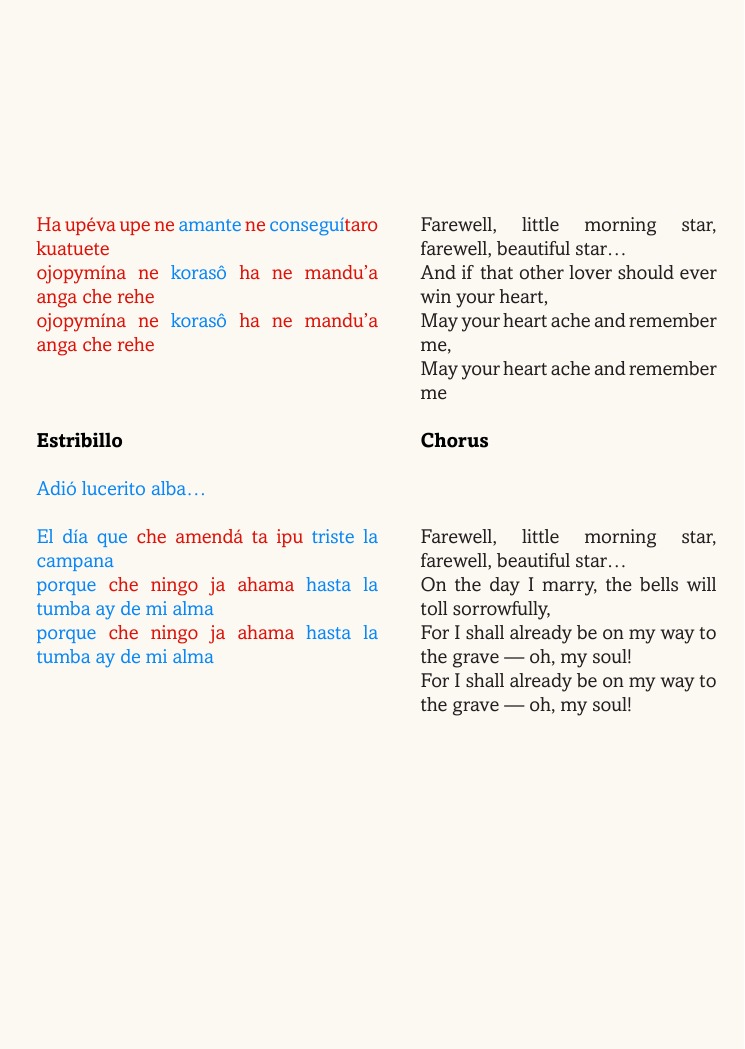 Ha upéva upe ne amante ne conseguítaro
kuatuete
ojopymína ne korasô ha ne mandu’a
anga che rehe
ojopymína ne korasô ha ne mandu’a
anga che rehe
Estribillo
Adió lucerito alba…
El día que che amendá ta ipu triste la
campana
porque che ningo ja ahama hasta la
tumba ay de mi alma
porque che ningo ja ahama hasta la
tumba ay de mi alma
Farewell, little morning star,
farewell, beautiful star…
And if that other lover should ever
win your heart,
May your heart ache and remember
me,
May your heart ache and remember
me
Chorus
Farewell, little morning star,
farewell, beautiful star…
On the day I marry, the bells will
toll sorrowfully,
For I shall already be on my way to
the grave — oh, my soul!
For I shall already be on my way to
the grave — oh, my soul!